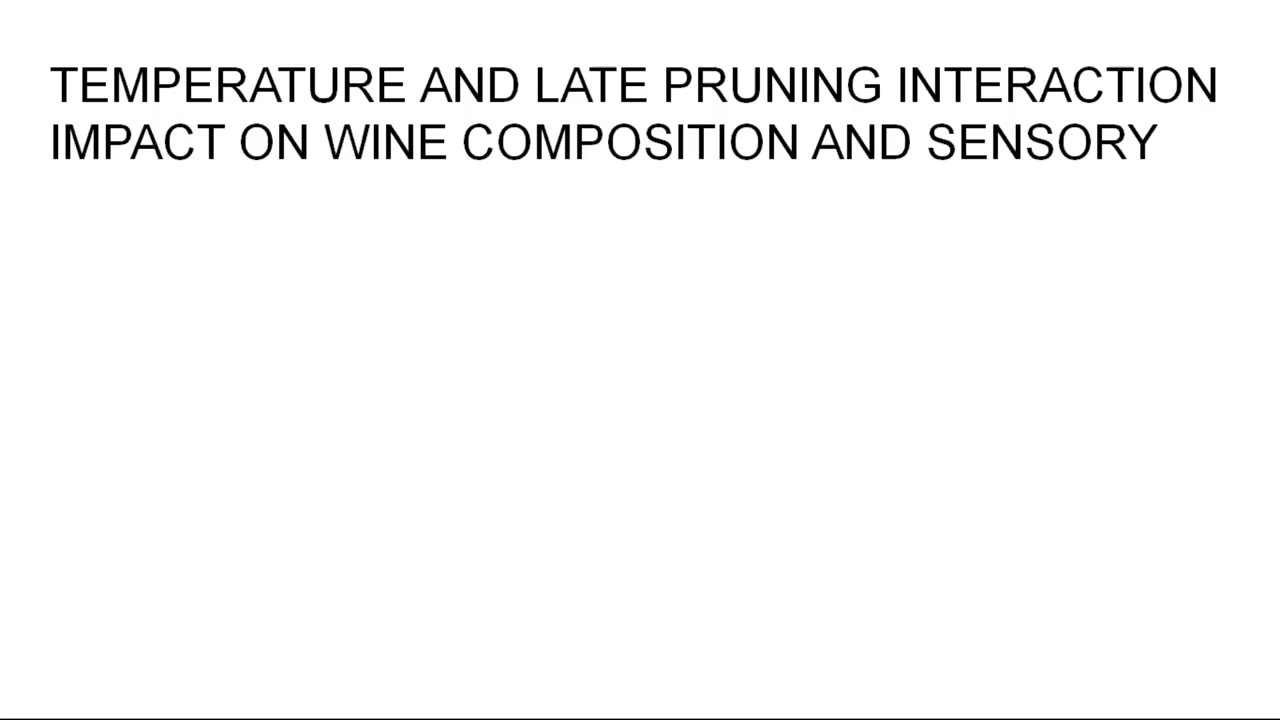 TEMPERATURE AND LATE PRUNING INTERACTION
IMPACT ON WINE COMPOSITION AND SENSORY